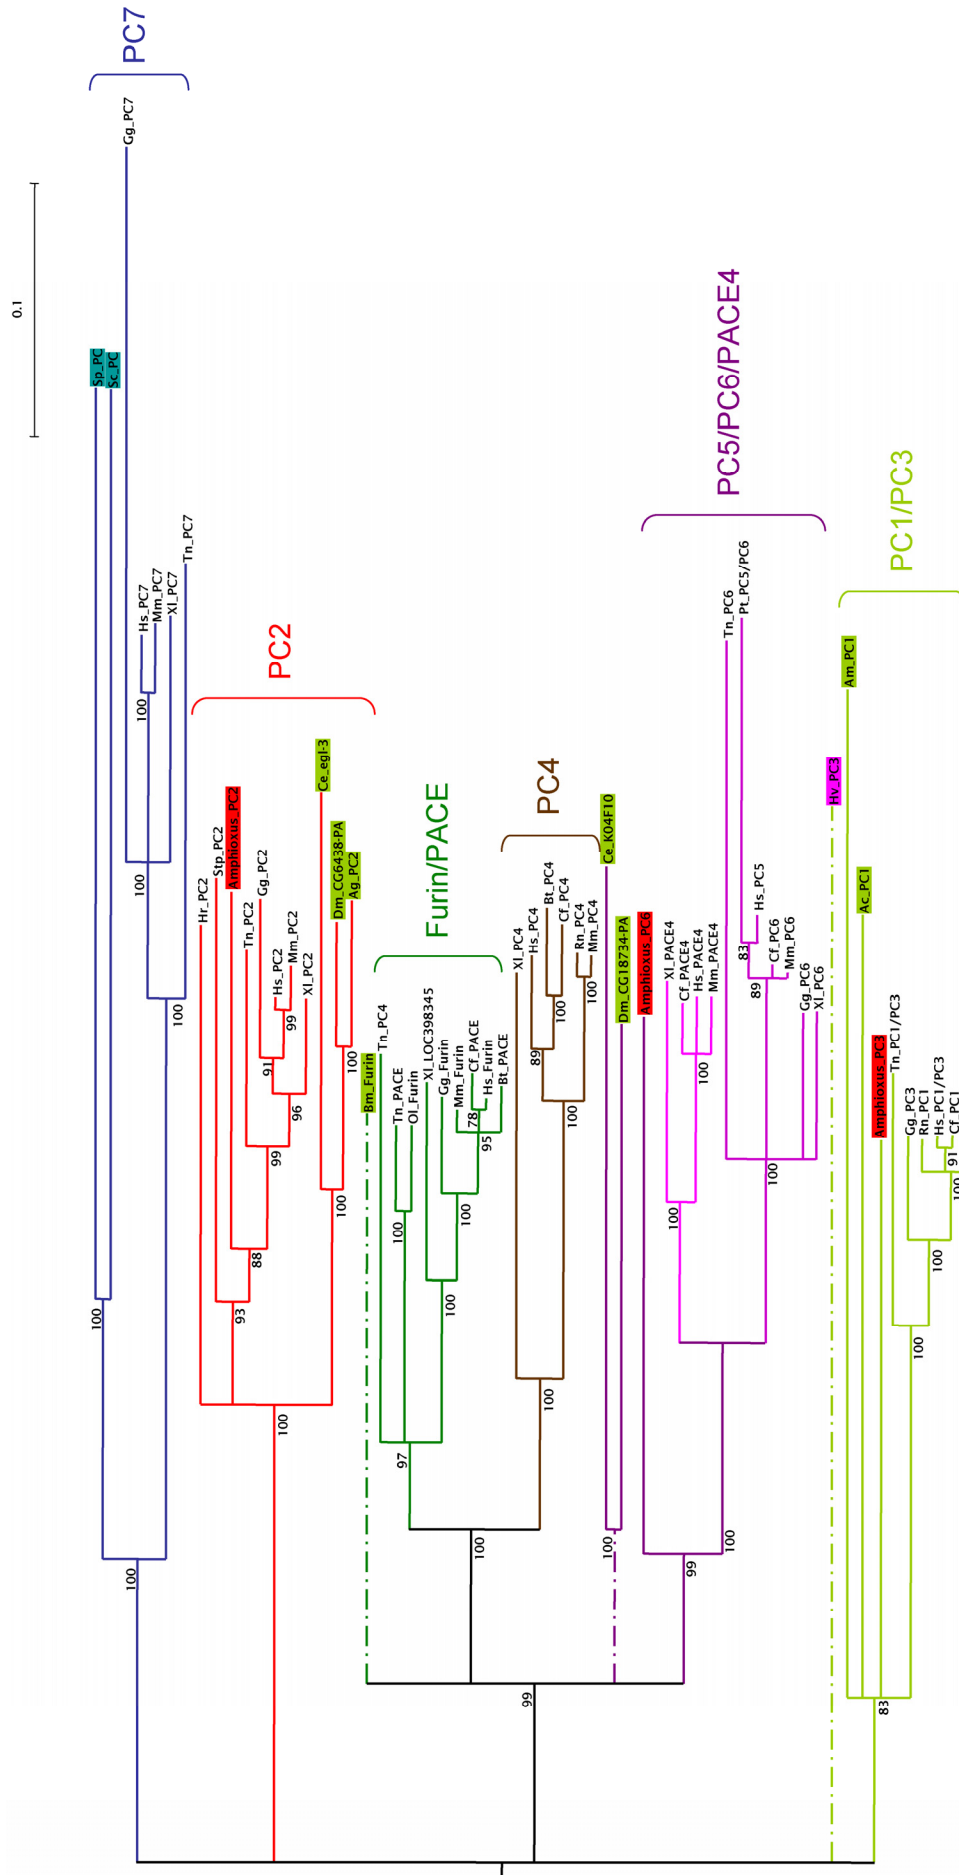 0.1
PC7
Sp_PC
Sc_PC
Gg_PC7
Hs_PC7
Mm_PC7
Xl_PC7
Tn_PC7
100
100
100
100
100
PC2
Hr_PC2
Stp_PC2
Amphioxus_PC2
Tn_PC2
Gg_PC2
Hs_PC2
Mm_PC2
Xl_PC2
Ce_egl-3
Dm_CG6438-PA
Ag_PC2
91
99
96
99
88
93
100
100
100
Furin/PACE
Bm_Furin
Tn_PC4
Tn_PACE
Ol_Furin
Xl_LOC398345
Gg_Furin
Mm_Furin
Cf_PACE
Hs_Furin
Bt_PACE
100
78
95
100
100
97
100
PC4
Xl_PC4
Hs_PC4
Bt_PC4
Cf_PC4
Rn_PC4
Mm_PC4
89
100
100
100
100
99
Ce_K04F10
Dm_CG18734-PA
100
PC5/PC6/PACE4
Amphioxus_PC6
Xl_PACE4
Cf_PACE4
Hs_PACE4
Mm_PACE4
Tn_PC6
Pt_PC5/PC6
Hs_PC5
Cf_PC6
Mm_PC6
Gg_PC6
Xl_PC6
100
100
83
89
100
100
99
PC1/PC3
Hv_PC3
Am_PC1
Ac_PC1
Amphioxus_PC3
Tn_PC1/PC3
Gg_PC3
Rn_PC1
Hs_PC1/PC3
Cf_PC1
91
100
100
100
83